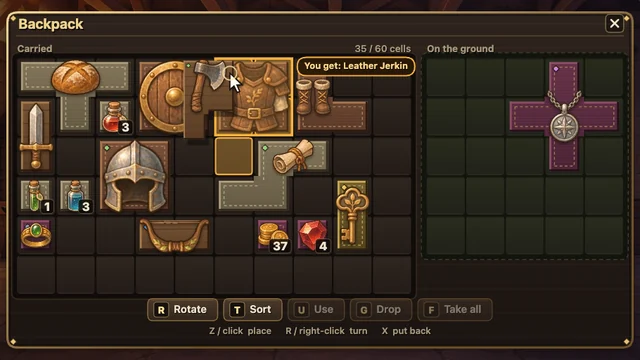 Backpack
Carried
35 / 60 cells
On the ground
You get: Leather Jerkin
3
1
3
37
4
R Rotate
T Sort
U Use
G Drop
F Take all
Z / click place R / right-click turn X put back